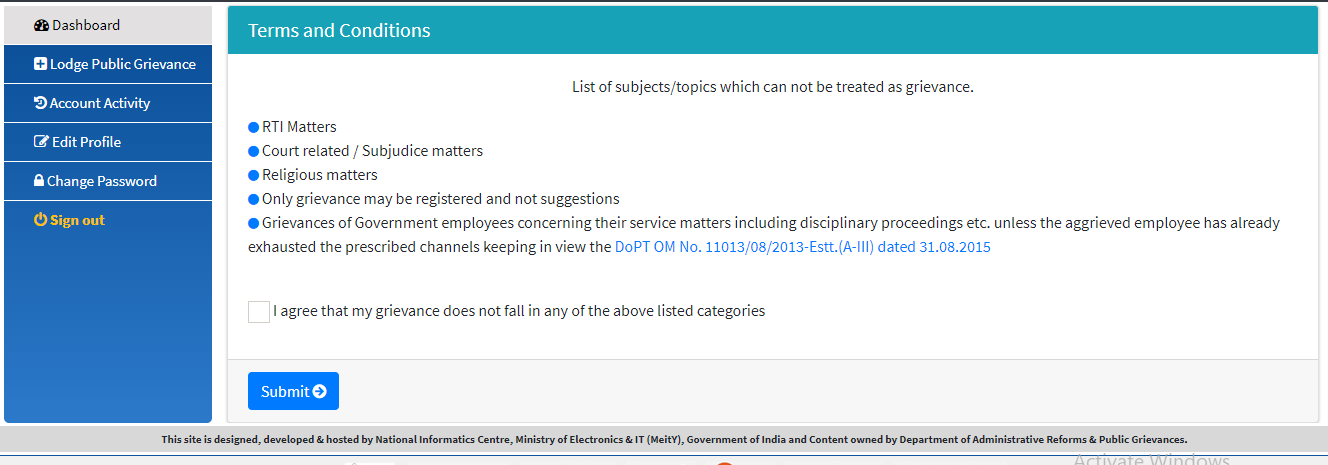 Dashboard
Lodge Public Grievance
Account Activity
Edit Profile
Change Password
Sign out
Terms and Conditions
List of subjects/topics which can not be treated as grievance.
RTI Matters
Court related / Subjudice matters
Religious matters
Only grievance may be registered and not suggestions
Grievances of Government employees concerning their service matters including disciplinary proceedings etc. unless the aggrieved employee has already
exhausted the prescribed channels keeping in view the DoPT OM No. 11013/08/2013-Estt.(A-III) dated 31.08.2015
I agree that my grievance does not fall in any of the above listed categories
Submit
This site is designed, developed & hosted by National Informatics Centre, Ministry of Electronics & IT (MeitY), Government of India and Content owned by Department of Administrative Reforms & Public Grievances.
Activate Windows